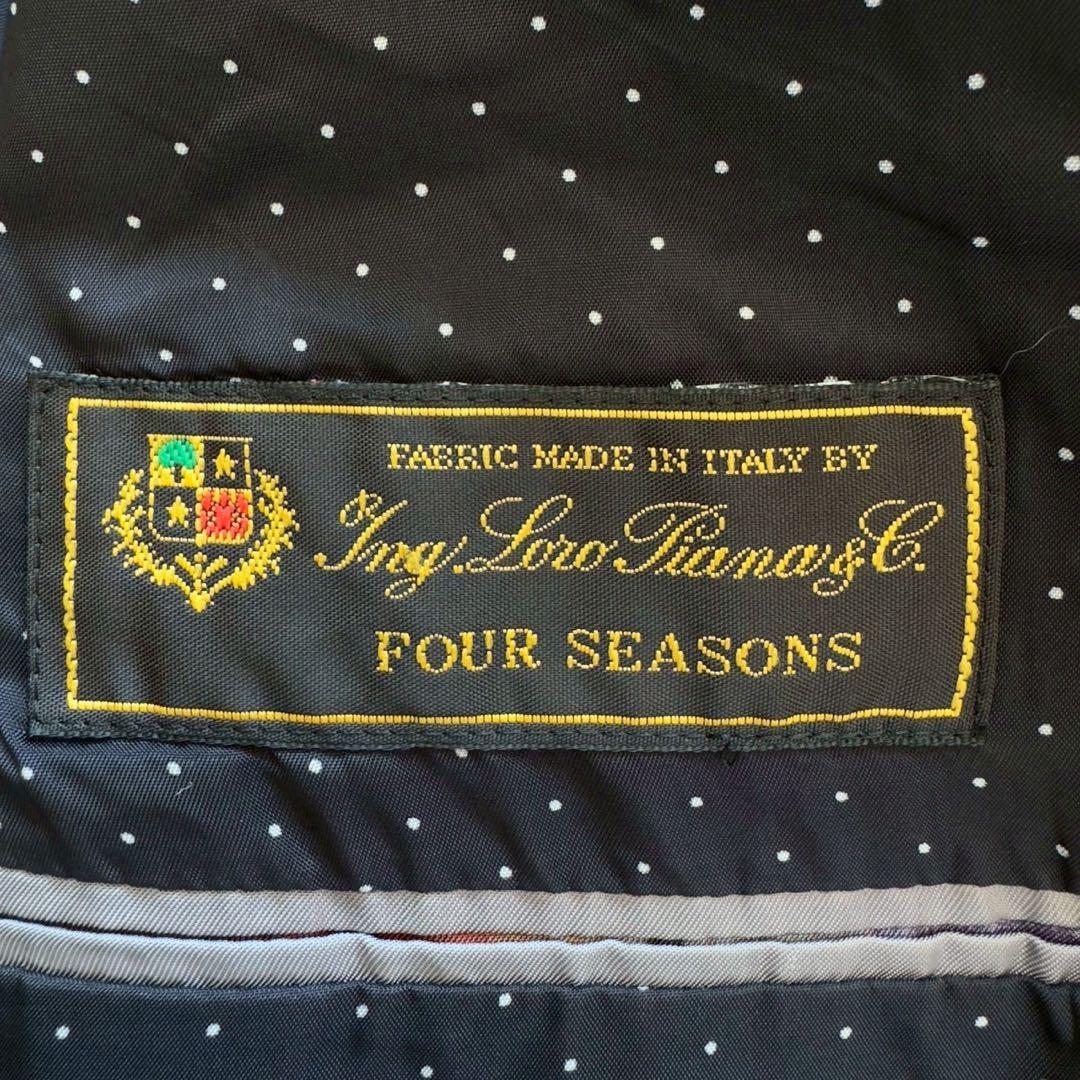 FABRIC MADE IN ITALY BY
Ing. Loro Piana & C.
FOUR SEASONS